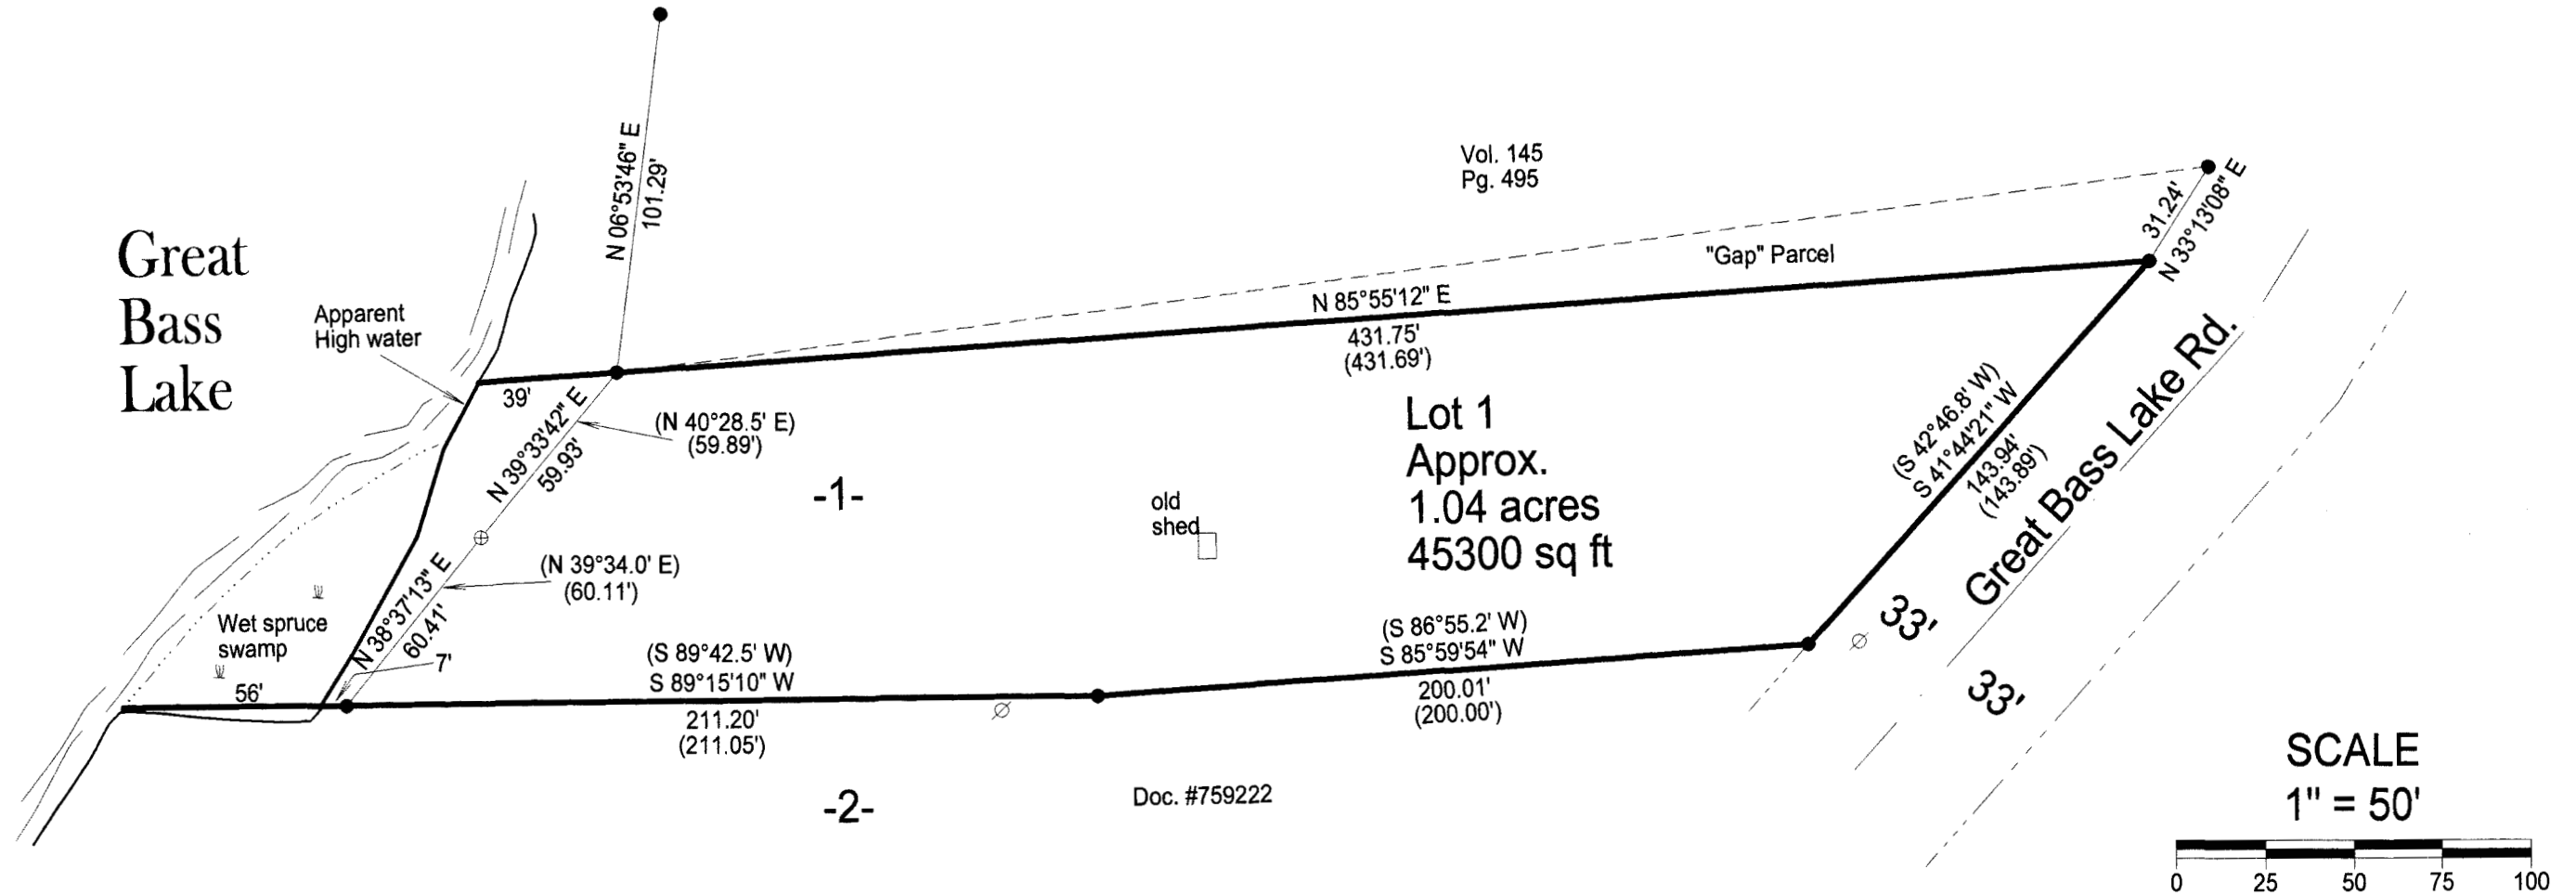 N 06°53'46" E
101.29'
Vol. 145
Pg. 495
31.24'
N 33°13'08" E
Great
Bass
Lake
"Gap" Parcel
Apparent
High water
N 85°55'12" E
431.75'
(431.69')
39'
N 39°33'42" E
59.93'
(N 40°28.5' E)
(59.89')
Lot 1
Approx.
1.04 acres
45300 sq ft
(S 42°46.8' W)
S 41°44'21" W
143.94'
(143.89')
Great Bass Lake Rd.
-1-
old
shed
(N 39°34.0' E)
(60.11')
N 38°37'13" E
60.41'
Wet spruce
swamp
7'
56'
(S 89°42.5' W)
S 89°15'10" W
211.20'
(211.05')
(S 86°55.2' W)
S 85°59'54" W
200.01'
(200.00')
33'
33'
-2-
Doc. #759222
SCALE
1" = 50'
0 25 50 75 100